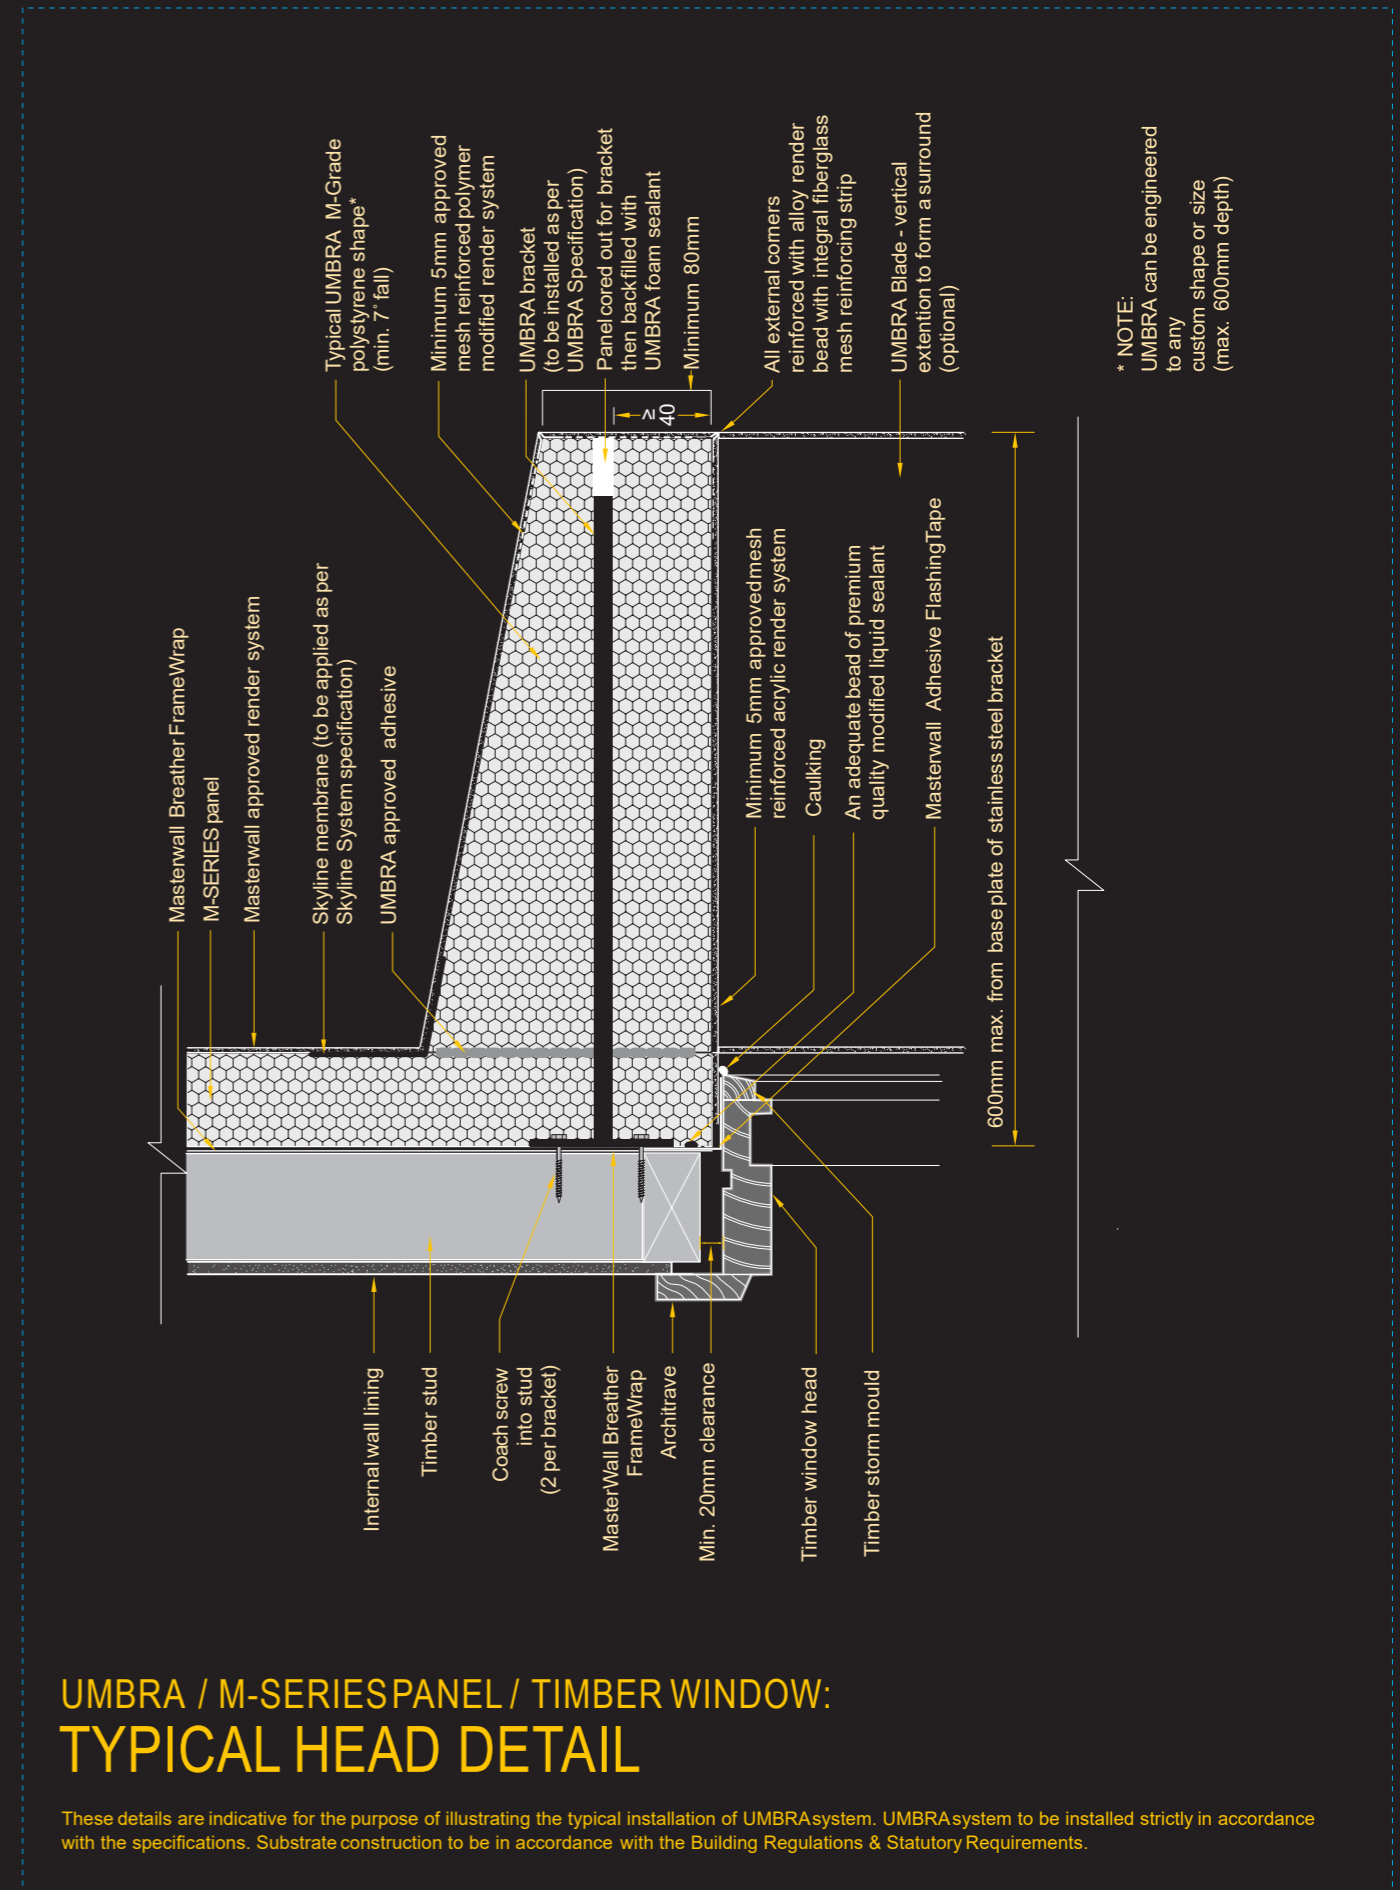 Typical UMBRA M-Grade
polystyrene shape*
(min. 7° fall)
Minimum 5mm approved
mesh reinforced polymer
modified render system
UMBRA bracket
(to be installed as per
UMBRA Specification)
Panel cored out for bracket
then backfilled with
UMBRA foam sealant
Minimum 80mm
≥
40
All external corners
reinforced with alloy render
bead with integral fiberglass
mesh reinforcing strip
UMBRA Blade - vertical
extention to form a surround
(optional)
* NOTE:
UMBRA can be engineered
to any
custom shape or size
(max. 600mm depth)
Masterwall Breather FrameWrap
M-SERIES panel
Masterwall approved render system
Skyline membrane (to be applied as per
Skyline System specification)
UMBRA approved adhesive
Minimum 5mm approved mesh
reinforced acrylic render system
Caulking
An adequate bead of premium
quality modified liquid sealant
Masterwall Adhesive Flashing Tape
600mm max. from base plate of stainless steel bracket
Internal wall lining
Timber stud
Coach screw
into stud
(2 per bracket)
MasterWall Breather
FrameWrap
Architrave
Min. 20mm clearance
Timber window head
Timber storm mould
UMBRA / M-SERIES PANEL / TIMBER WINDOW:
TYPICAL HEAD DETAIL
These details are indicative for the purpose of illustrating the typical installation of UMBRA system. UMBRA system to be installed strictly in accordance
with the specifications. Substrate construction to be in accordance with the Building Regulations & Statutory Requirements.